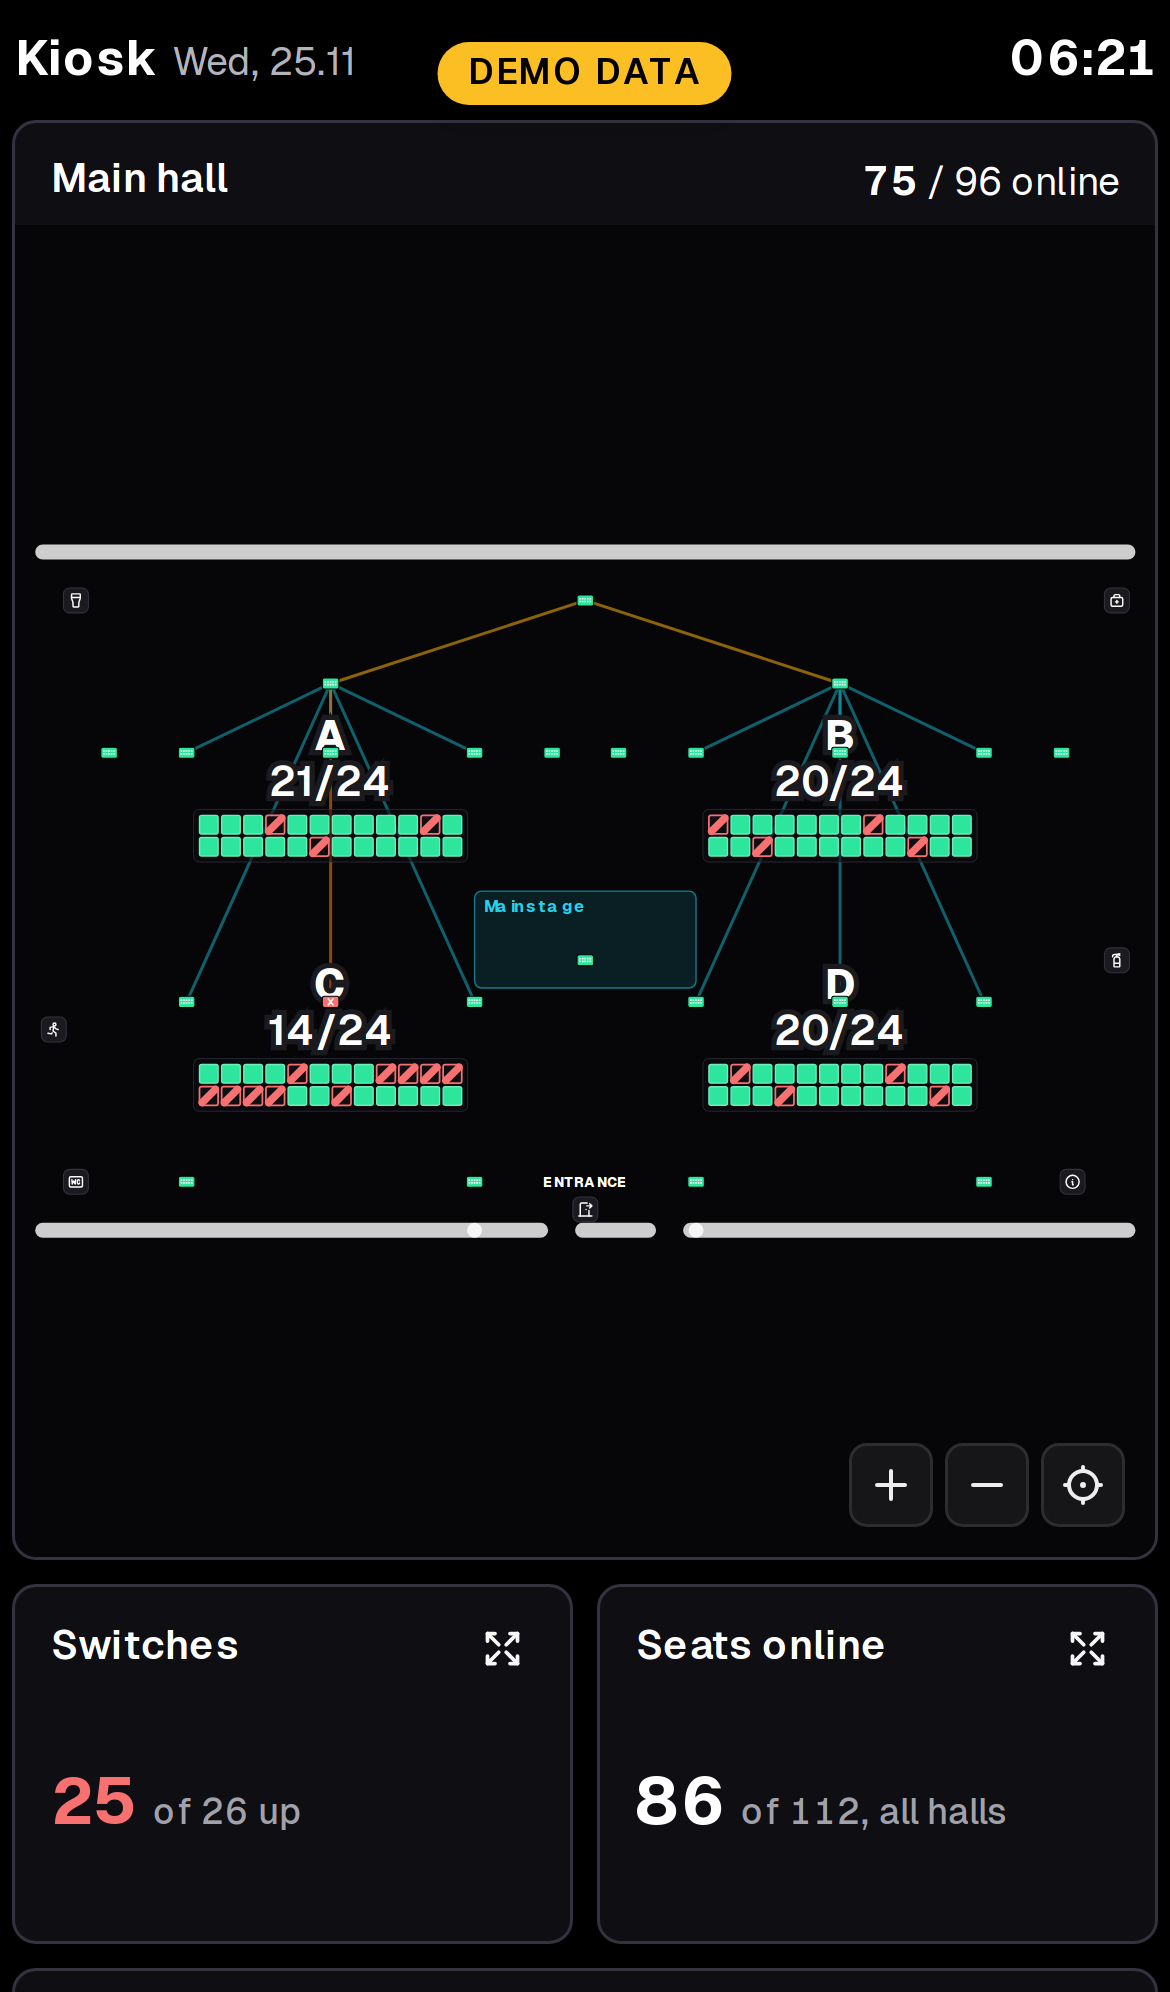 Kiosk Wed, 25.11 DEMO DATA 06:21
Main hall 75 / 96 online
A B
21/24 20/24
Mainstage
C D
X
14/24 20/24
WC ENTRANCE
Switches Seats online
25 of 26 up 86 of 112, all halls